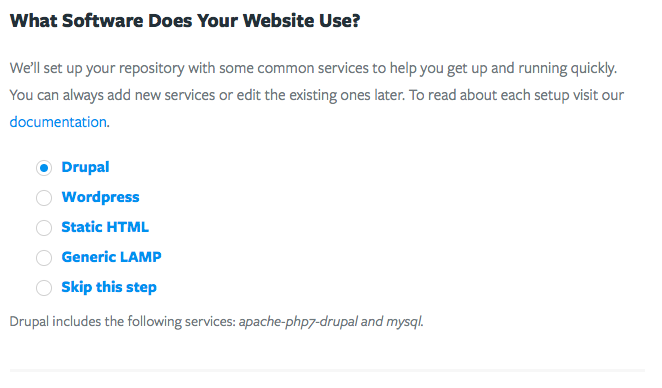 What Software Does Your Website Use?
We'll set up your repository with some common services to help you get up and running quickly.
You can always add new services or edit the existing ones later. To read about each setup visit our
documentation.
Drupal
Wordpress
Static HTML
Generic LAMP
Skip this step
Drupal includes the following services: apache-php7-drupal and mysql.